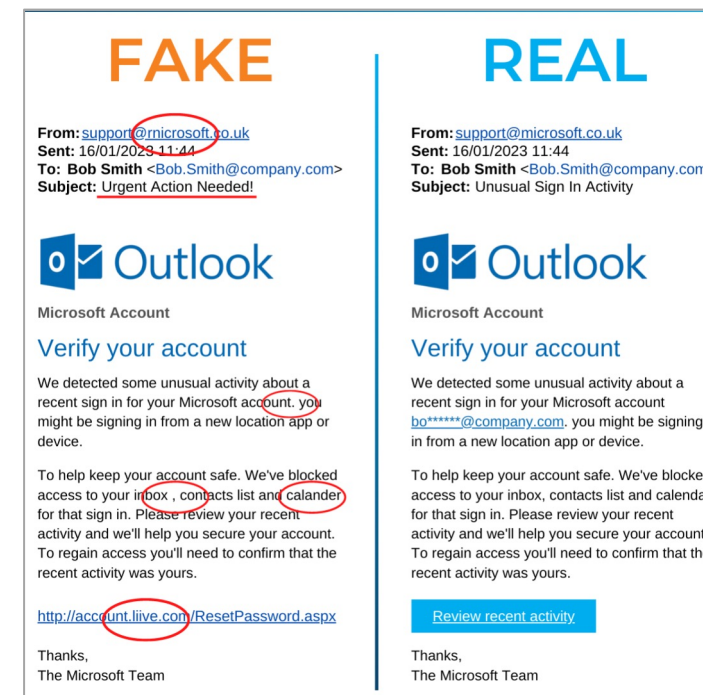 FAKE
From: support@rnicrosoft.co.uk
Sent: 16/01/2023 11:44
To: Bob Smith <Bob.Smith@company.com>
Subject: Urgent Action Needed!
Outlook
Microsoft Account
Verify your account
We detected some unusual activity about a
recent sign in for your Microsoft account. you
might be signing in from a new location app or
device.
To help keep your account safe. We've blocked
access to your inbox , contacts list and calander
for that sign in. Please review your recent
activity and we'll help you secure your account.
To regain access you'll need to confirm that the
recent activity was yours.
http://account.liive.com/ResetPassword.aspx
Thanks,
The Microsoft Team
REAL
From: support@microsoft.co.uk
Sent: 16/01/2023 11:44
To: Bob Smith <Bob.Smith@company.com
Subject: Unusual Sign In Activity
Outlook
Microsoft Account
Verify your account
We detected some unusual activity about a
recent sign in for your Microsoft account
bo******@company.com. you might be signing
in from a new location app or device.
To help keep your account safe. We've blocke
access to your inbox, contacts list and calenda
for that sign in. Please review your recent
activity and we'll help you secure your account
To regain access you'll need to confirm that th
recent activity was yours.
Review recent activity
Thanks,
The Microsoft Team